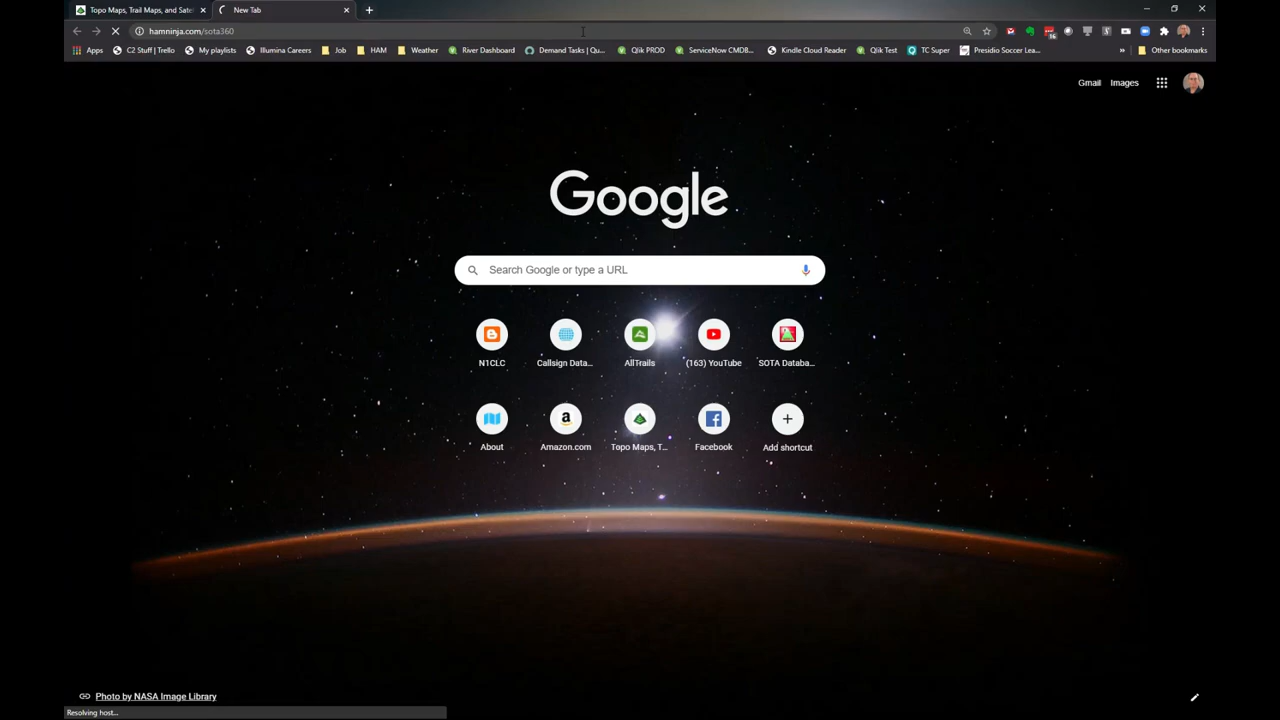 Topo Maps, Trail Maps, and Sate
New Tab
hamninja.com/sota360
Apps
C2 Stuff | Trello
My playlists
Illumina Careers
Job
HAM
Weather
River Dashboard
Demand Tasks | Qu...
Qlik PROD
ServiceNow CMDB...
Kindle Cloud Reader
Qlik Test
TC Super
Presidio Soccer Lea...
»
Other bookmarks
Gmail
Images
Google
Search Google or type a URL
N1CLC
Callsign Data...
AllTrails
(163) YouTube
SOTA Databa...
About
Amazon.com
Topo Maps, T...
Facebook
Add shortcut
Photo by NASA Image Library
Resolving host...